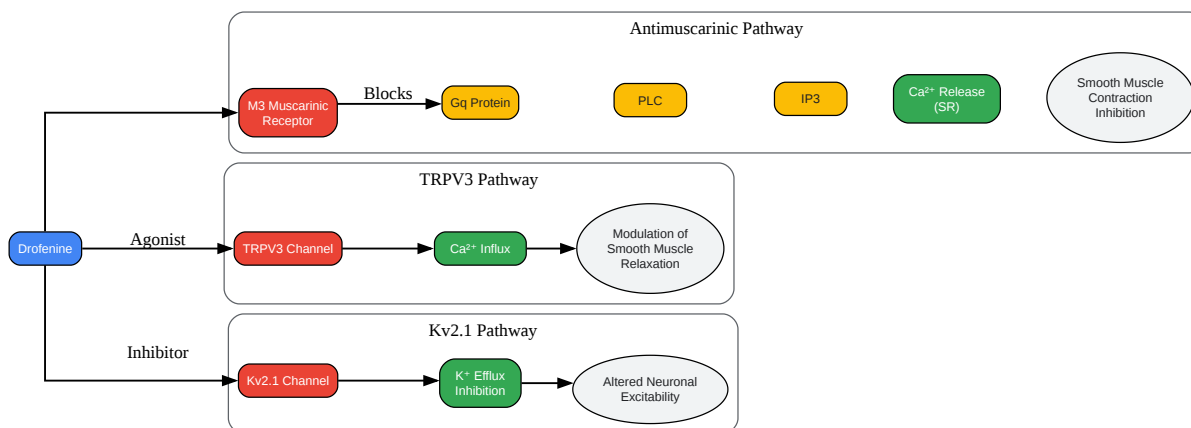 Antimuscarinic Pathway
M3 Muscarinic
Receptor
Blocks
Gq Protein
PLC
IP3
Ca²⁺ Release
(SR)
Smooth Muscle
Contraction
Inhibition
TRPV3 Pathway
Drofenine
Agonist
TRPV3 Channel
Ca²⁺ Influx
Modulation of
Smooth Muscle
Relaxation
Kv2.1 Pathway
Inhibitor
Kv2.1 Channel
K⁺ Efflux
Inhibition
Altered Neuronal
Excitability